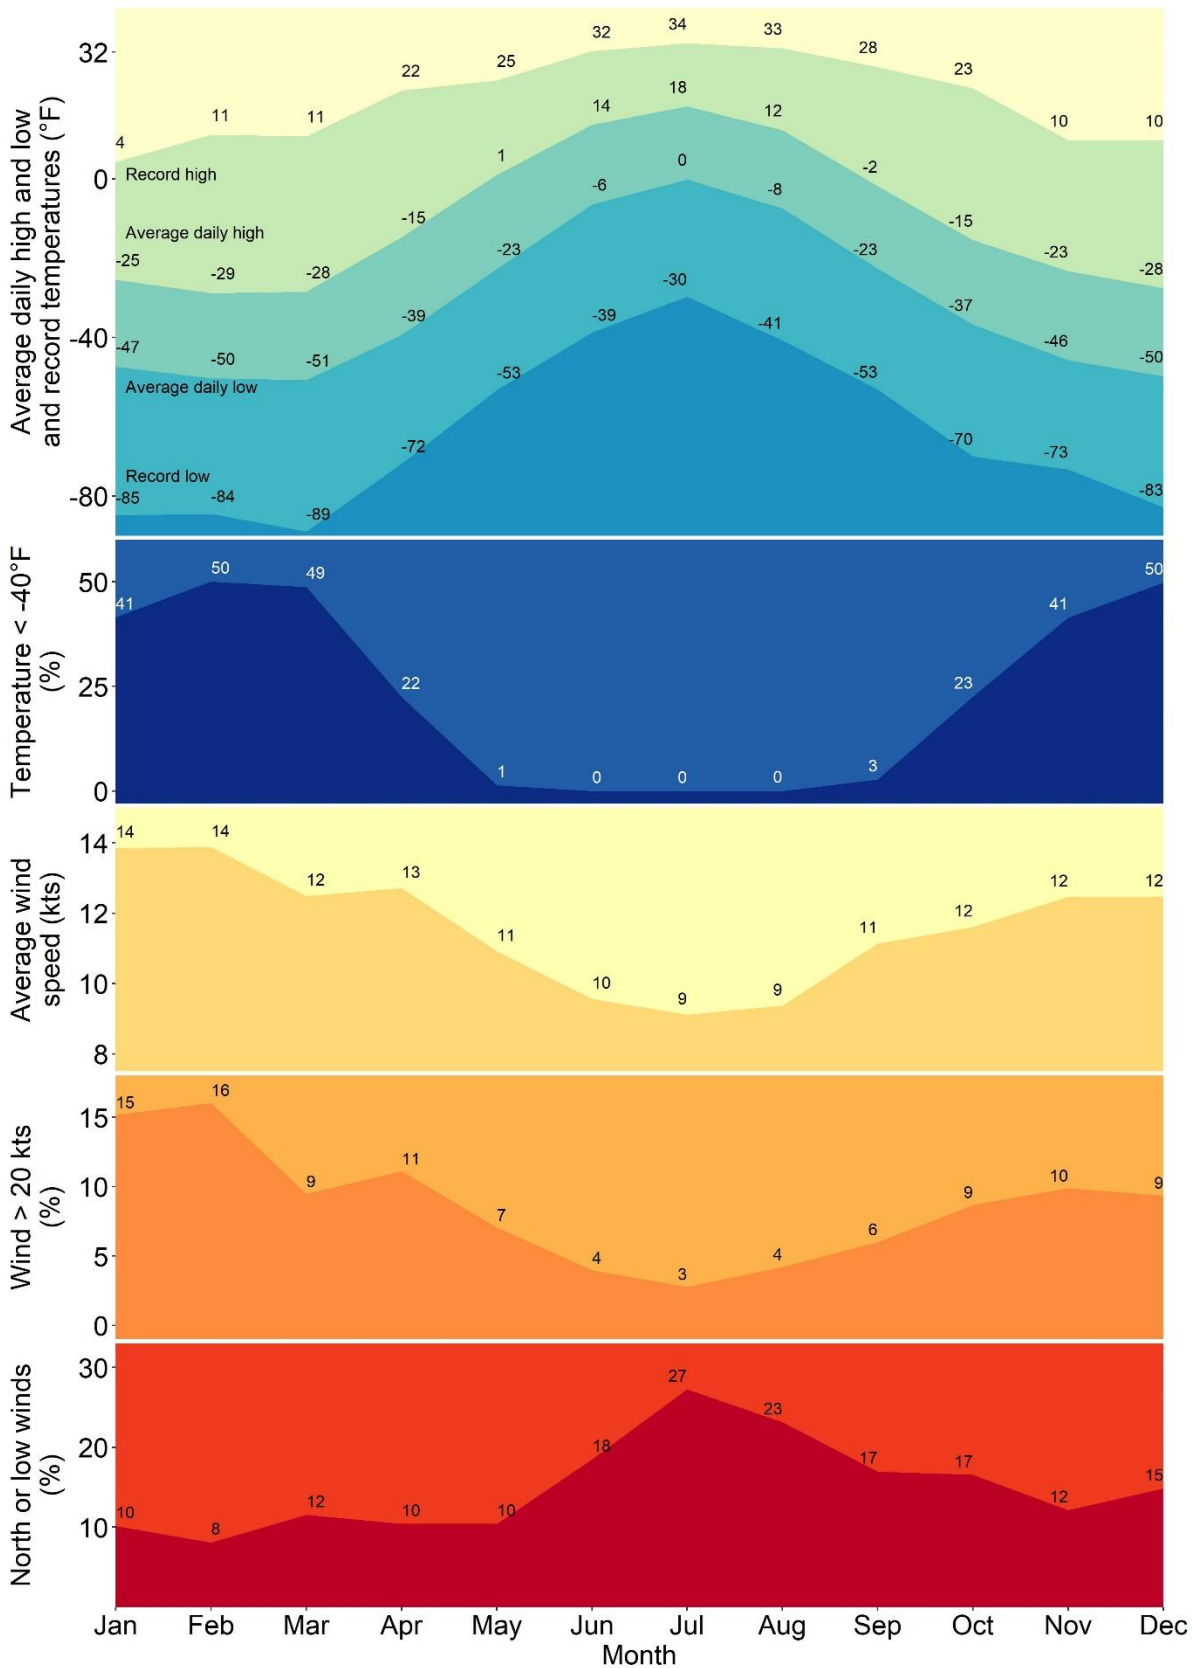 Average daily high and low
and record temperatures (°F)
32
0
-40
-80
4 11 11 22 25 32 34 33 28 23 10 10
Record high
-25 -29 -28 -15 1 14 18 12 -2 -15 -23 -28
Average daily high
-47 -50 -51 -39 -23 -6 0 -8 -23 -37 -46 -50
Average daily low
-85 -84 -89 -72 -53 -39 -30 -41 -53 -70 -73 -83
Record low
Temperature < -40°F
(%)
50
25
0
41 50 49 22 1 0 0 0 3 23 41 50
Average wind
speed (kts)
14
12
10
8
14 14 12 13 11 10 9 9 11 12 12 12
Wind > 20 kts
(%)
15
10
5
0
15 16 9 11 7 4 3 4 6 9 10 9
North or low winds
(%)
30
20
10
10 8 12 10 10 18 27 23 17 17 12 15
Jan Feb Mar Apr May Jun Jul Aug Sep Oct Nov Dec
Month